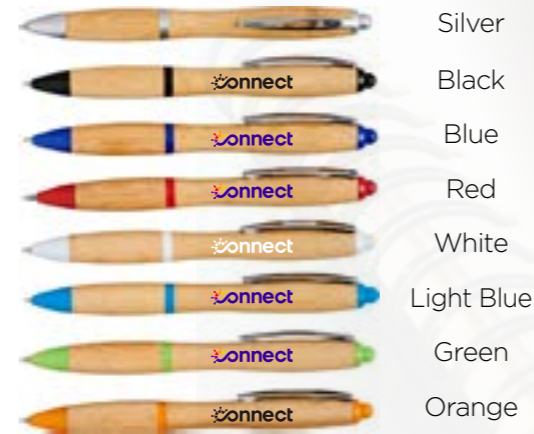 Silver
connect Black
connect Blue
connect Red
connect White
connect Light Blue
connect Green
connect Orange